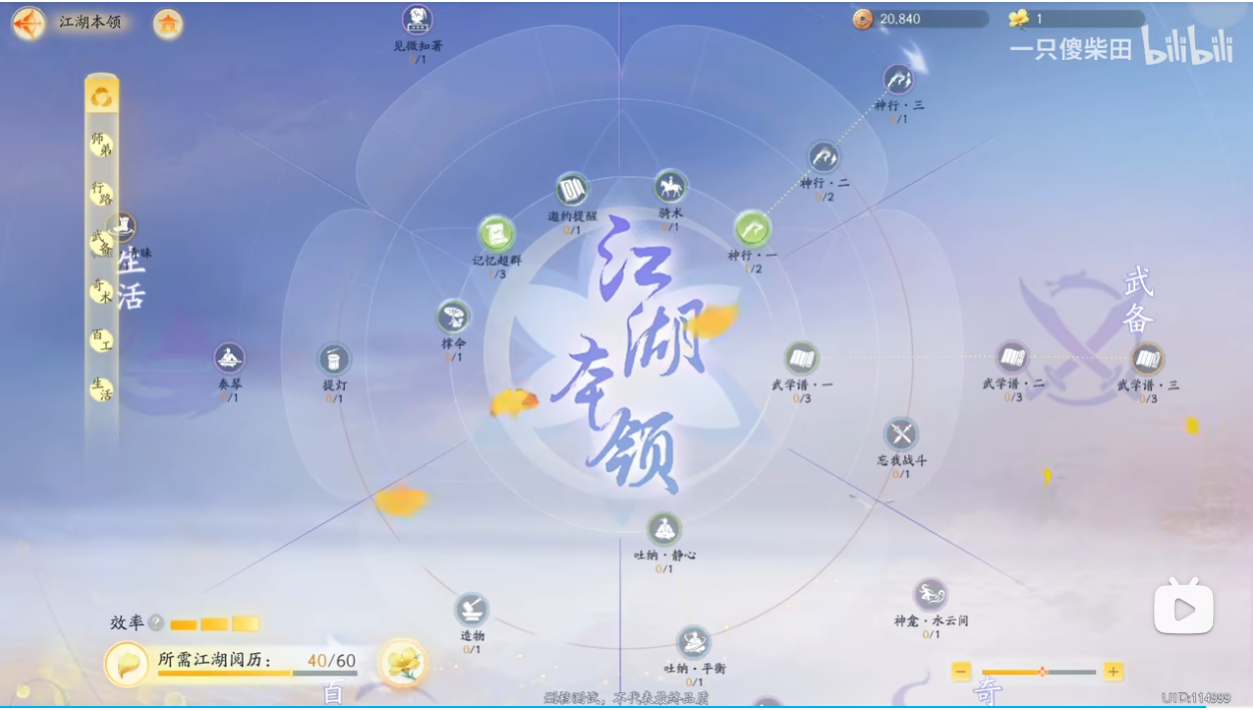 江湖本领
20,840
1
一只傻柴田 bilibili
见微知著
0/1
神行·三
0/1
神行·二
0/2
邀约提醒
0/1
骑术
0/1
记忆超群
1/3
神行·一
1/2
师弟
行路
武备
奇术
百工
生活
生活
江湖本领
武备
撑伞
0/1
奏琴
0/1
提灯
0/1
武学谱·一
0/3
武学谱·二
0/3
武学谱·三
0/3
忘我战斗
0/1
吐纳·静心
0/1
造物
0/1
神龛·水云间
0/1
吐纳·平衡
0/1
效率 ?
所需江湖阅历： 40/60
百
奇
测试，不代表最终品质
UID:114999